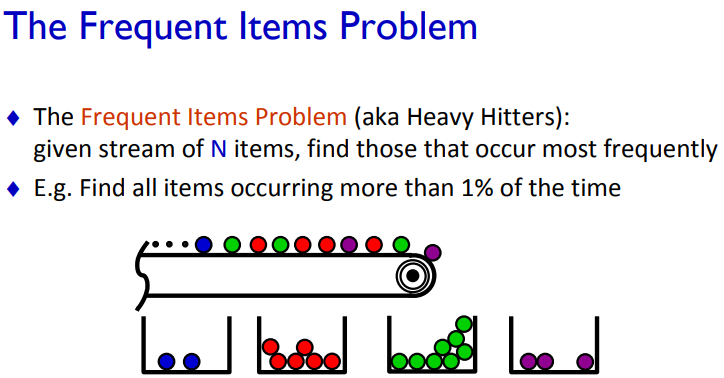 The Frequent Items Problem
♦ The Frequent Items Problem (aka Heavy Hitters):
given stream of N items, find those that occur most frequently
♦ E.g. Find all items occurring more than 1% of the time